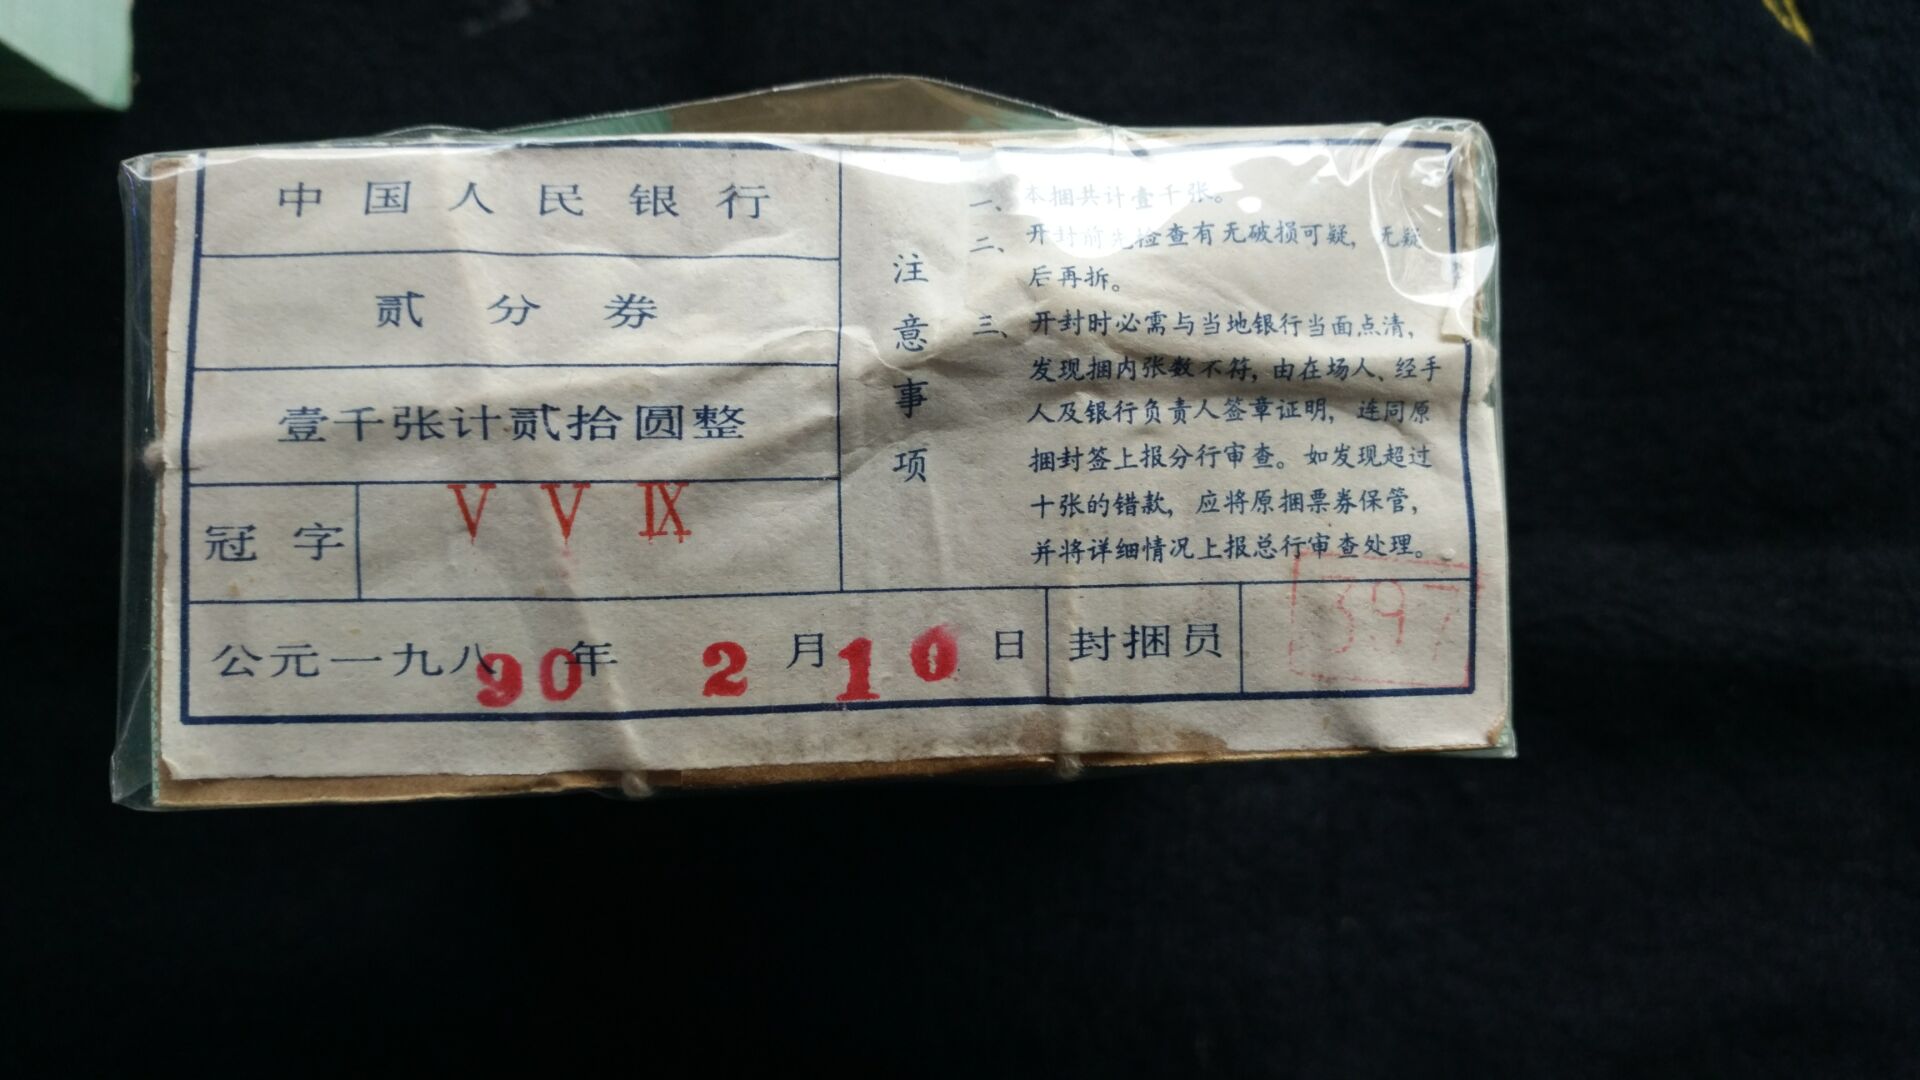 中国人民银行
贰分券
壹千张计贰拾圆整
冠字 V V IX
注意事项
一、本捆共计壹千张。
二、开封前先检查有无破损可疑，无疑
后再拆。
三、开封时必需与当地银行当面点清，
发现捆内张数不符，由在场人、经手
人及银行负责人签章证明，连同原
捆封签上报分行审查。如发现超过
十张的错款，应将原捆票券保管，
并将详细情况上报总行审查处理。
公元一九八90年 2月10日 封捆员 397